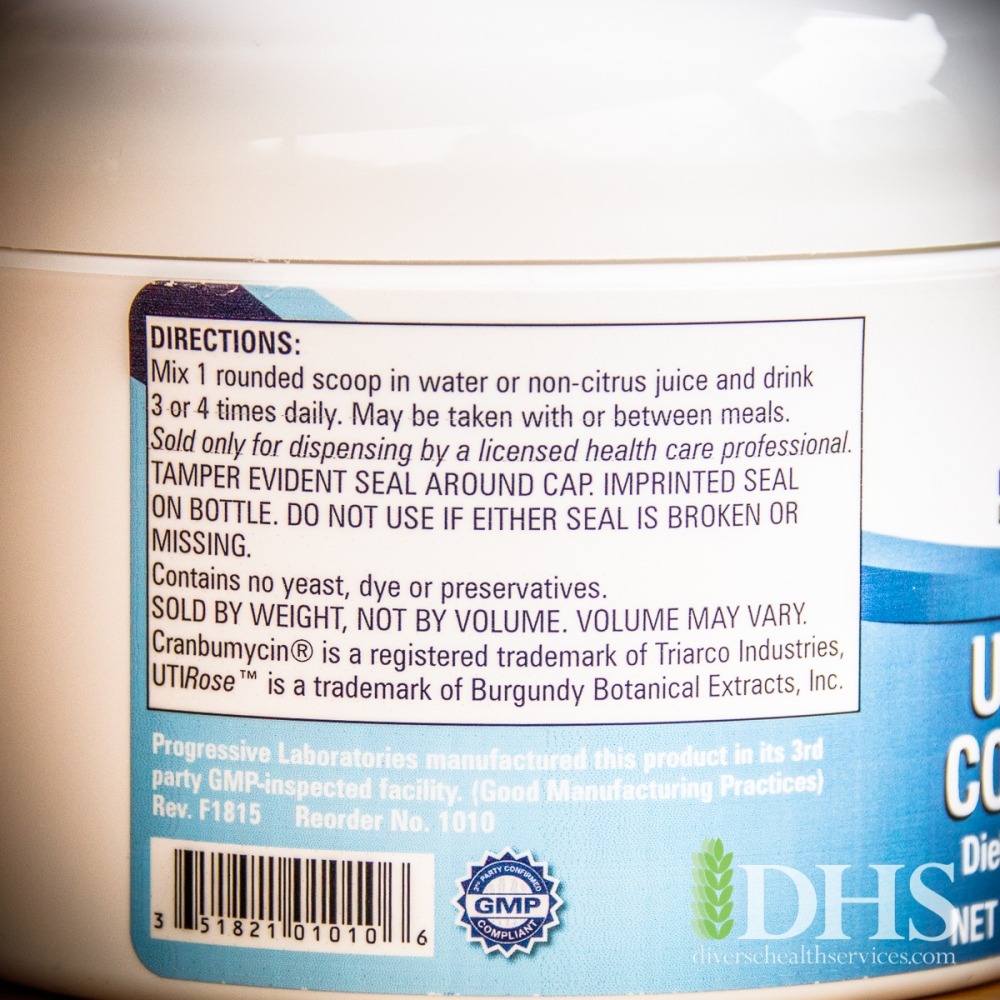 DIRECTIONS:
Mix 1 rounded scoop in water or non-citrus juice and drink
3 or 4 times daily. May be taken with or between meals.
Sold only for dispensing by a licensed health care professional.
TAMPER EVIDENT SEAL AROUND CAP. IMPRINTED SEAL
ON BOTTLE. DO NOT USE IF EITHER SEAL IS BROKEN OR
MISSING.
Contains no yeast, dye or preservatives.
SOLD BY WEIGHT, NOT BY VOLUME. VOLUME MAY VARY.
Cranbumycin® is a registered trademark of Triarco Industries,
UTIRose™ is a trademark of Burgundy Botanical Extracts, Inc.
Progressive Laboratories manufactured this product in its 3rd
party GMP-inspected facility. (Good Manufacturing Practices)
Rev. F1815 Reorder No. 1010
3 51821 01010 6
3RD PARTY CONFIRMED
GMP
COMPLIANT
U
CO
Die
NET
DHS
diversehealthservices.com